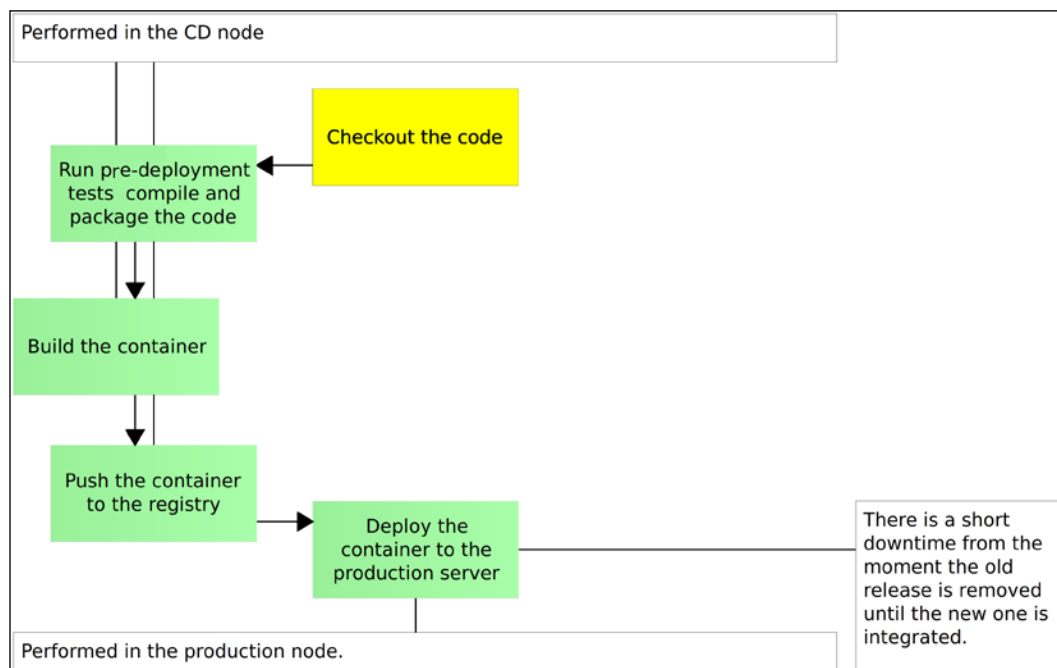 Performed in the CD node
Checkout the code
Run pre-deployment
tests compile and
package the code
Build the container
Push the container
to the registry
Deploy the
container to the
production server
There is a short
downtime from the
moment the old
release is removed
until the new one is
integrated.
Performed in the production node.